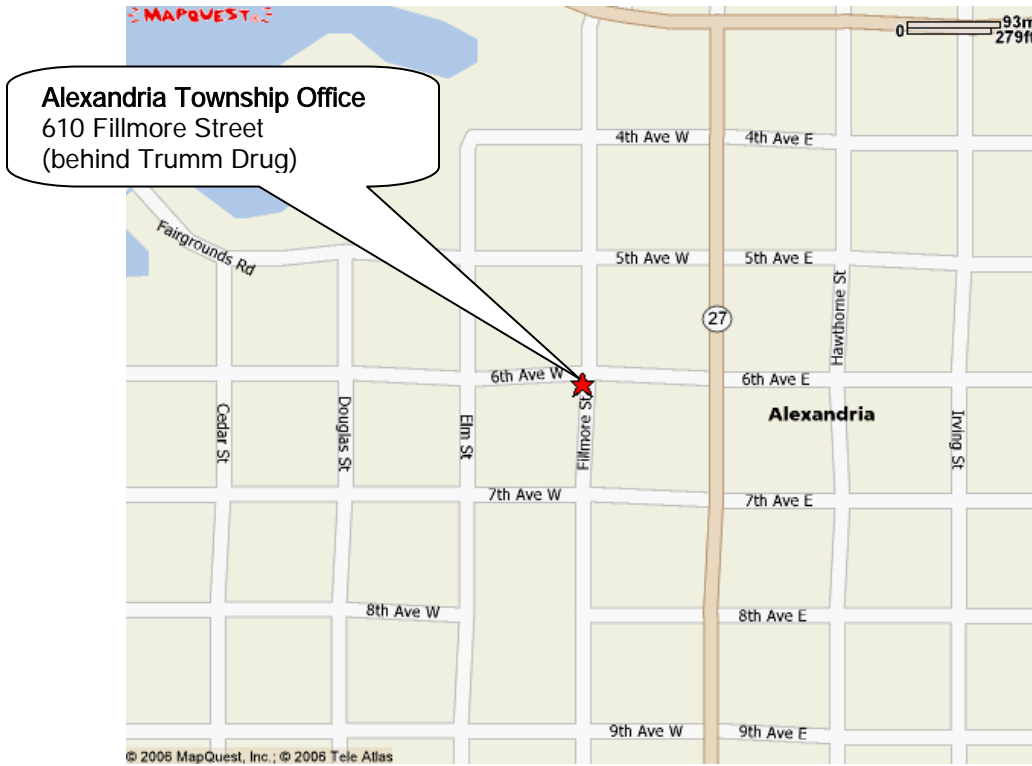 MAPQUEST
0 93m
279ft
Alexandria Township Office
610 Fillmore Street
(behind Trumm Drug)
4th Ave W
4th Ave E
Fairgrounds Rd
5th Ave W
5th Ave E
Hawthorne St
27
6th Ave W
6th Ave E
Alexandria
Cedar St
Douglas St
Elm St
Fillmore St
Irving St
7th Ave W
7th Ave E
8th Ave W
8th Ave E
9th Ave W
9th Ave E
© 2006 MapQuest, Inc.; © 2006 Tele Atlas